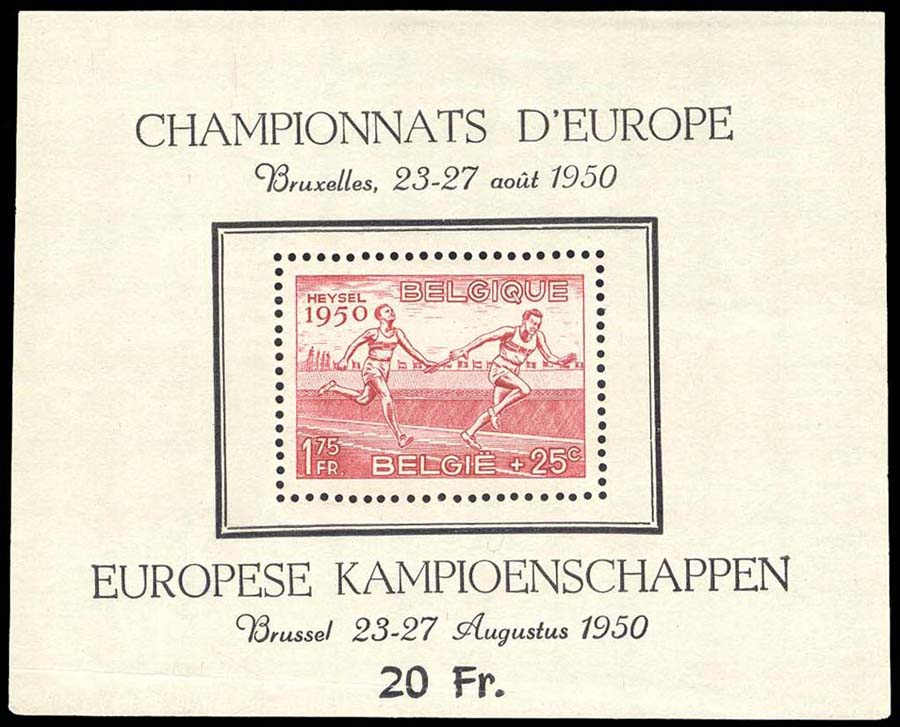 CHAMPIONNATS D'EUROPE
Bruxelles, 23-27 août 1950
HEYSEL BELGIQUE
1950
1.75 FR. BELGIË + 25C
EUROPESE KAMPIOENSCHAPPEN
Brussel 23-27 Augustus 1950
20 Fr.